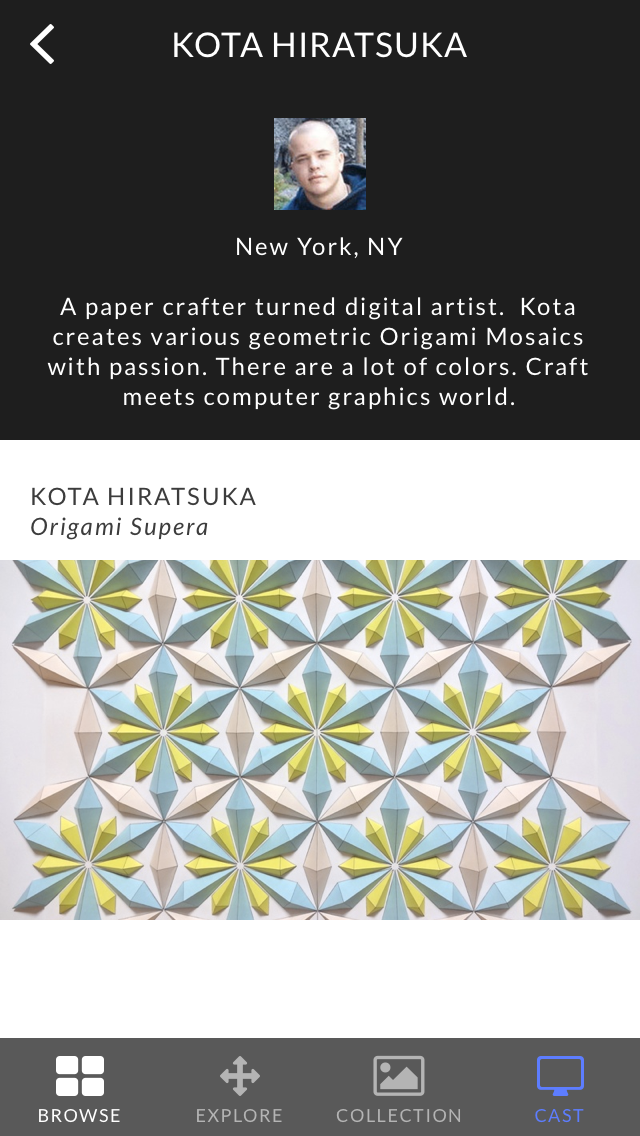 KOTA HIRATSUKA
New York, NY
A paper crafter turned digital artist.  Kota
creates various geometric Origami Mosaics
with passion. There are a lot of colors. Craft
meets computer graphics world.
KOTA HIRATSUKA
Origami Supera
BROWSE
EXPLORE
COLLECTION
CAST